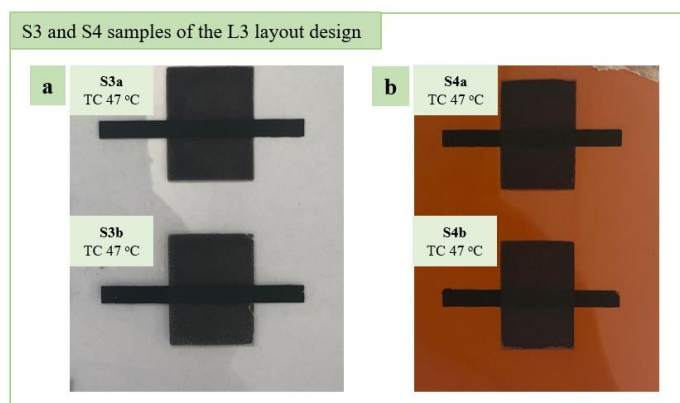 S3 and S4 samples of the L3 layout design
a
S3a
TC 47 °C
S3b
TC 47 °C
b
S4a
TC 47 °C
S4b
TC 47 °C